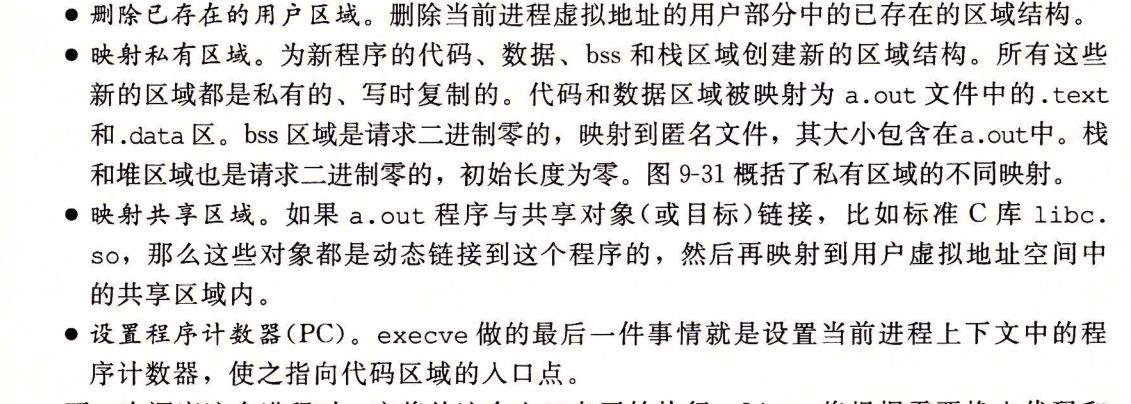 ● 删除已存在的用户区域。删除当前进程虚拟地址的用户部分中的已存在的区域结构。
● 映射私有区域。为新程序的代码、数据、bss 和栈区域创建新的区域结构。所有这些
新的区域都是私有的、写时复制的。代码和数据区域被映射为 a.out 文件中的.text
和.data 区。bss 区域是请求二进制零的，映射到匿名文件，其大小包含在a.out中。栈
和堆区域也是请求二进制零的，初始长度为零。图 9-31 概括了私有区域的不同映射。
● 映射共享区域。如果 a.out 程序与共享对象(或目标)链接，比如标准 C 库 libc.
so，那么这些对象都是动态链接到这个程序的，然后再映射到用户虚拟地址空间中
的共享区域内。
● 设置程序计数器(PC)。execve 做的最后一件事情就是设置当前进程上下文中的程
序计数器，使之指向代码区域的入口点。